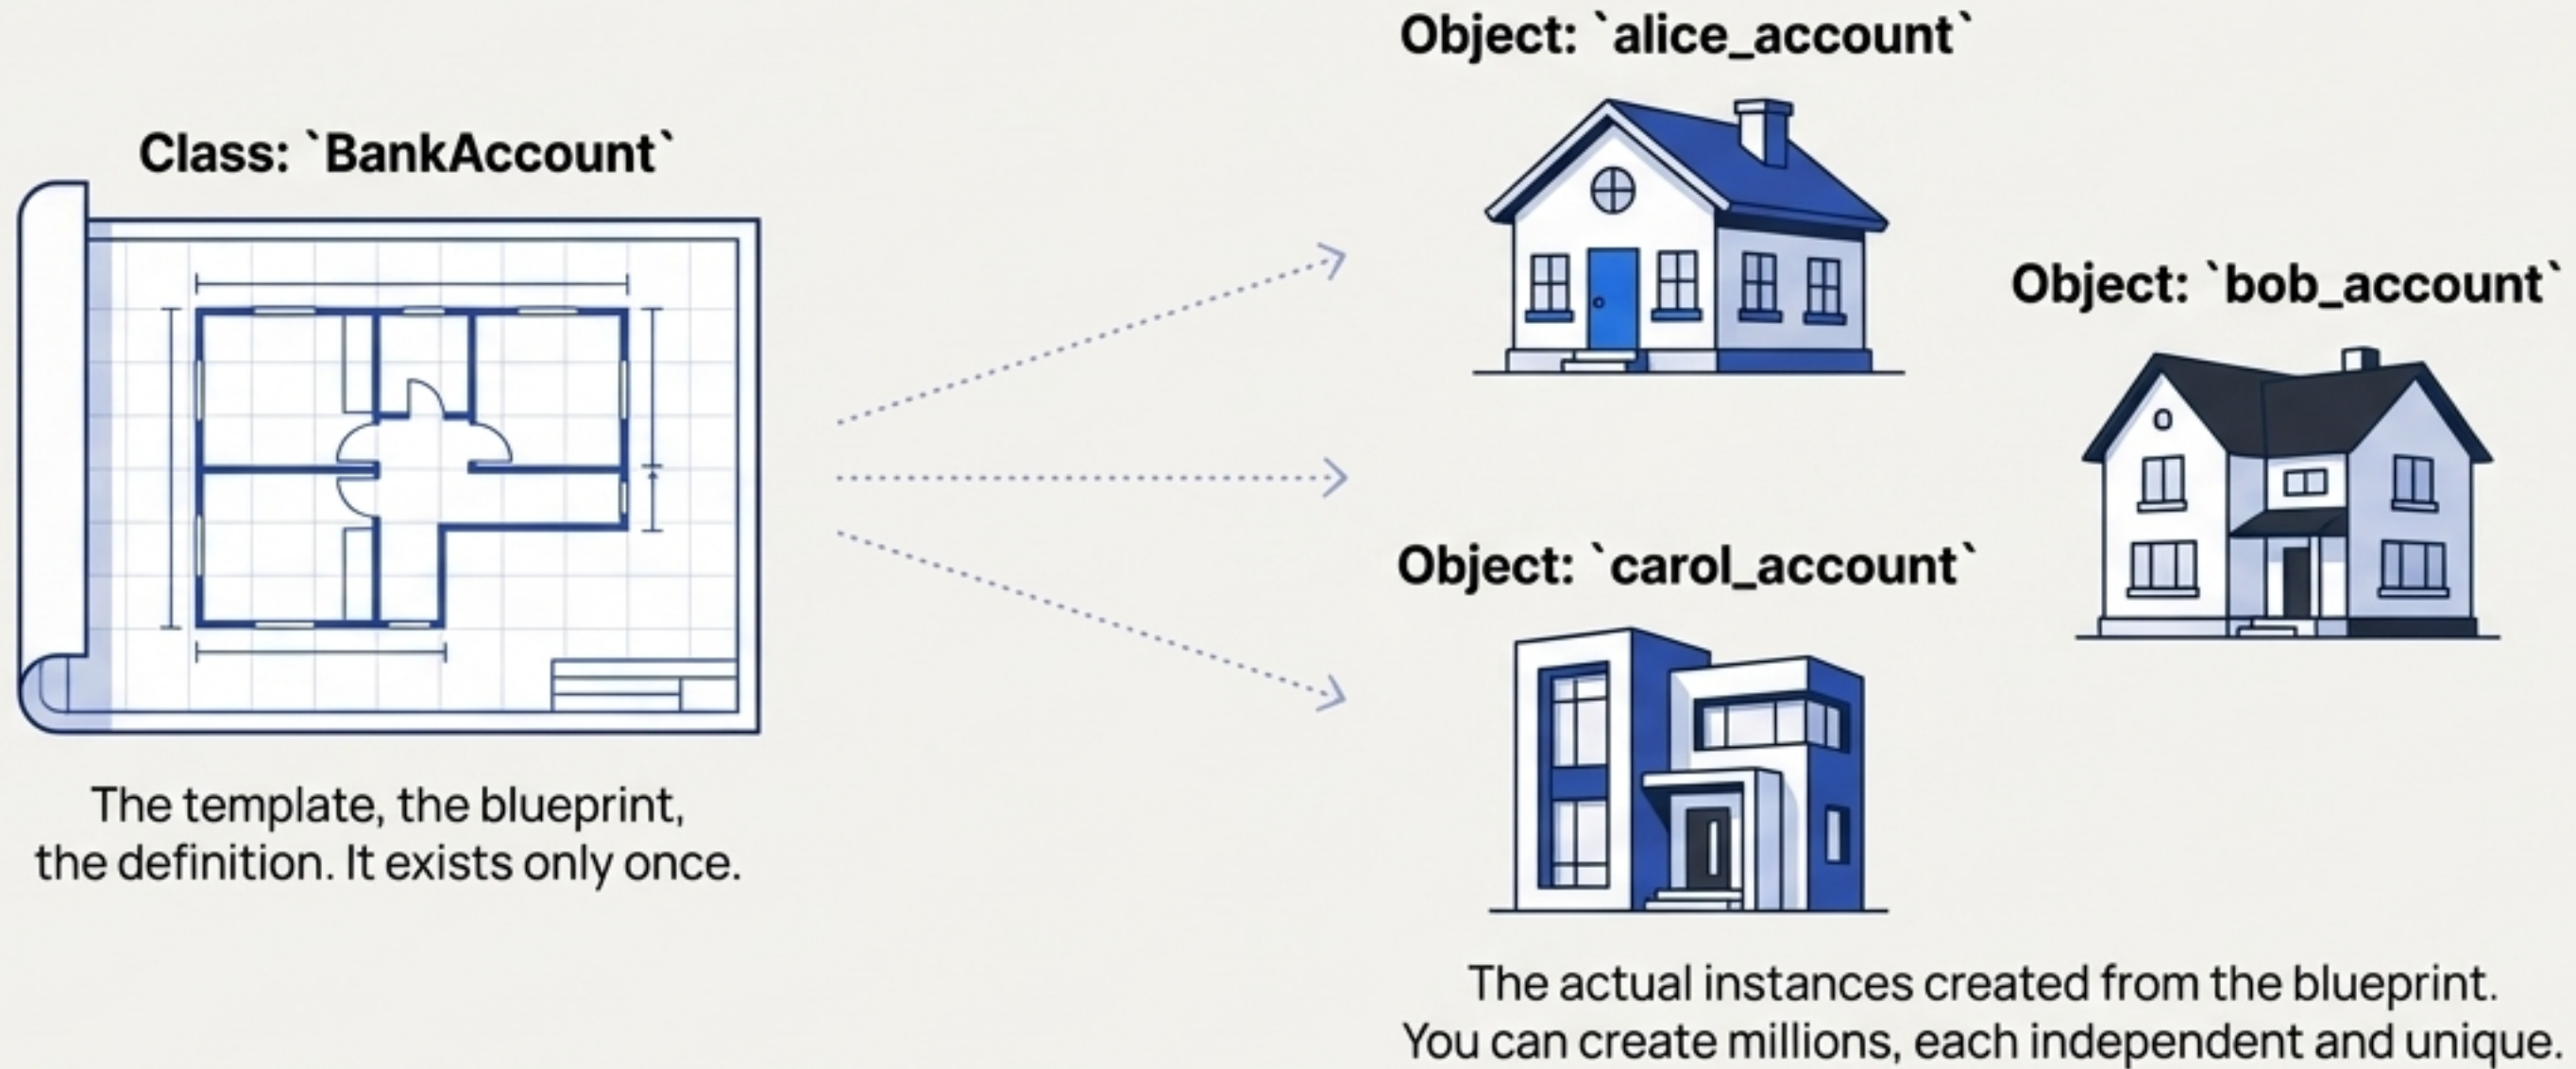 Class: `BankAccount`
The template, the blueprint,
the definition. It exists only once.
Object: `alice_account`
Object: `bob_account`
Object: `carol_account`
The actual instances created from the blueprint.
You can create millions, each independent and unique.